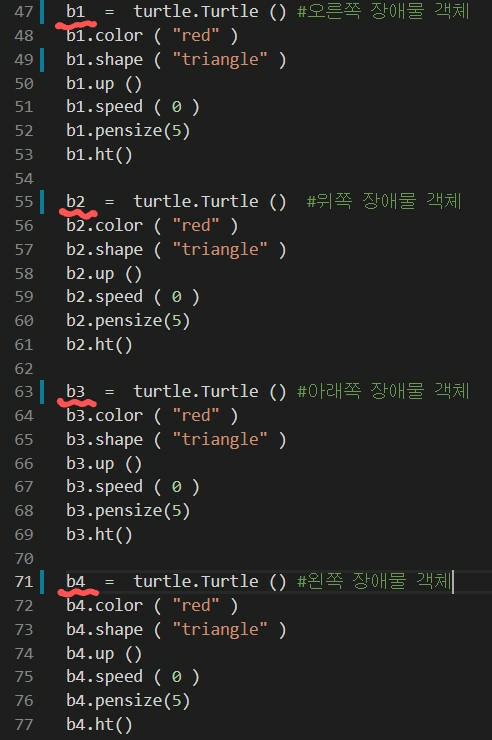 47 b1 = turtle.Turtle () #오른쪽 장애물 객체
48 b1.color ( "red" )
49 b1.shape ( "triangle" )
50 b1.up ()
51 b1.speed ( 0 )
52 b1.pensize(5)
53 b1.ht()
54
55 b2 = turtle.Turtle () #위쪽 장애물 객체
56 b2.color ( "red" )
57 b2.shape ( "triangle" )
58 b2.up ()
59 b2.speed ( 0 )
60 b2.pensize(5)
61 b2.ht()
62
63 b3 = turtle.Turtle () #아래쪽 장애물 객체
64 b3.color ( "red" )
65 b3.shape ( "triangle" )
66 b3.up ()
67 b3.speed ( 0 )
68 b3.pensize(5)
69 b3.ht()
70
71 b4 = turtle.Turtle () #왼쪽 장애물 객체
72 b4.color ( "red" )
73 b4.shape ( "triangle" )
74 b4.up ()
75 b4.speed ( 0 )
76 b4.pensize(5)
77 b4.ht()